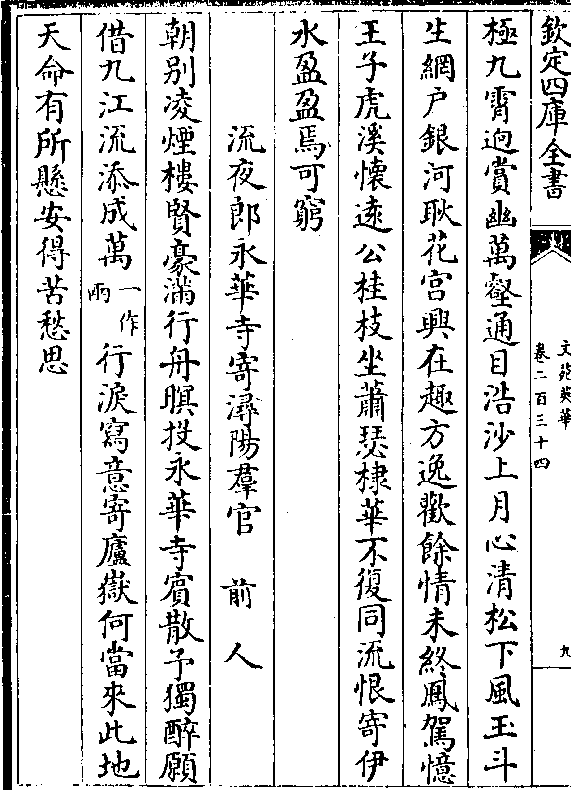 欽定四庫全書
文苑英華
卷二百三十四
九
極九霄迥賞幽萬壑通目浩沙上月心清松下風玉斗
生網户銀河耿花宫興在趣方逸歡餘情未終鳳駕憶
王子虎溪懷逺公桂枝坐蕭瑟棣華不復同流恨寄伊
水盈盈焉可窮
流夜郎永華寺寄潯陽羣官 前人
朝别凌煙樓賢豪滿行舟暝投永華寺賓散予獨醉願
借九江流添成萬一作兩行淚寫意寄廬嶽何當來此地
天命有所懸安得苦愁思